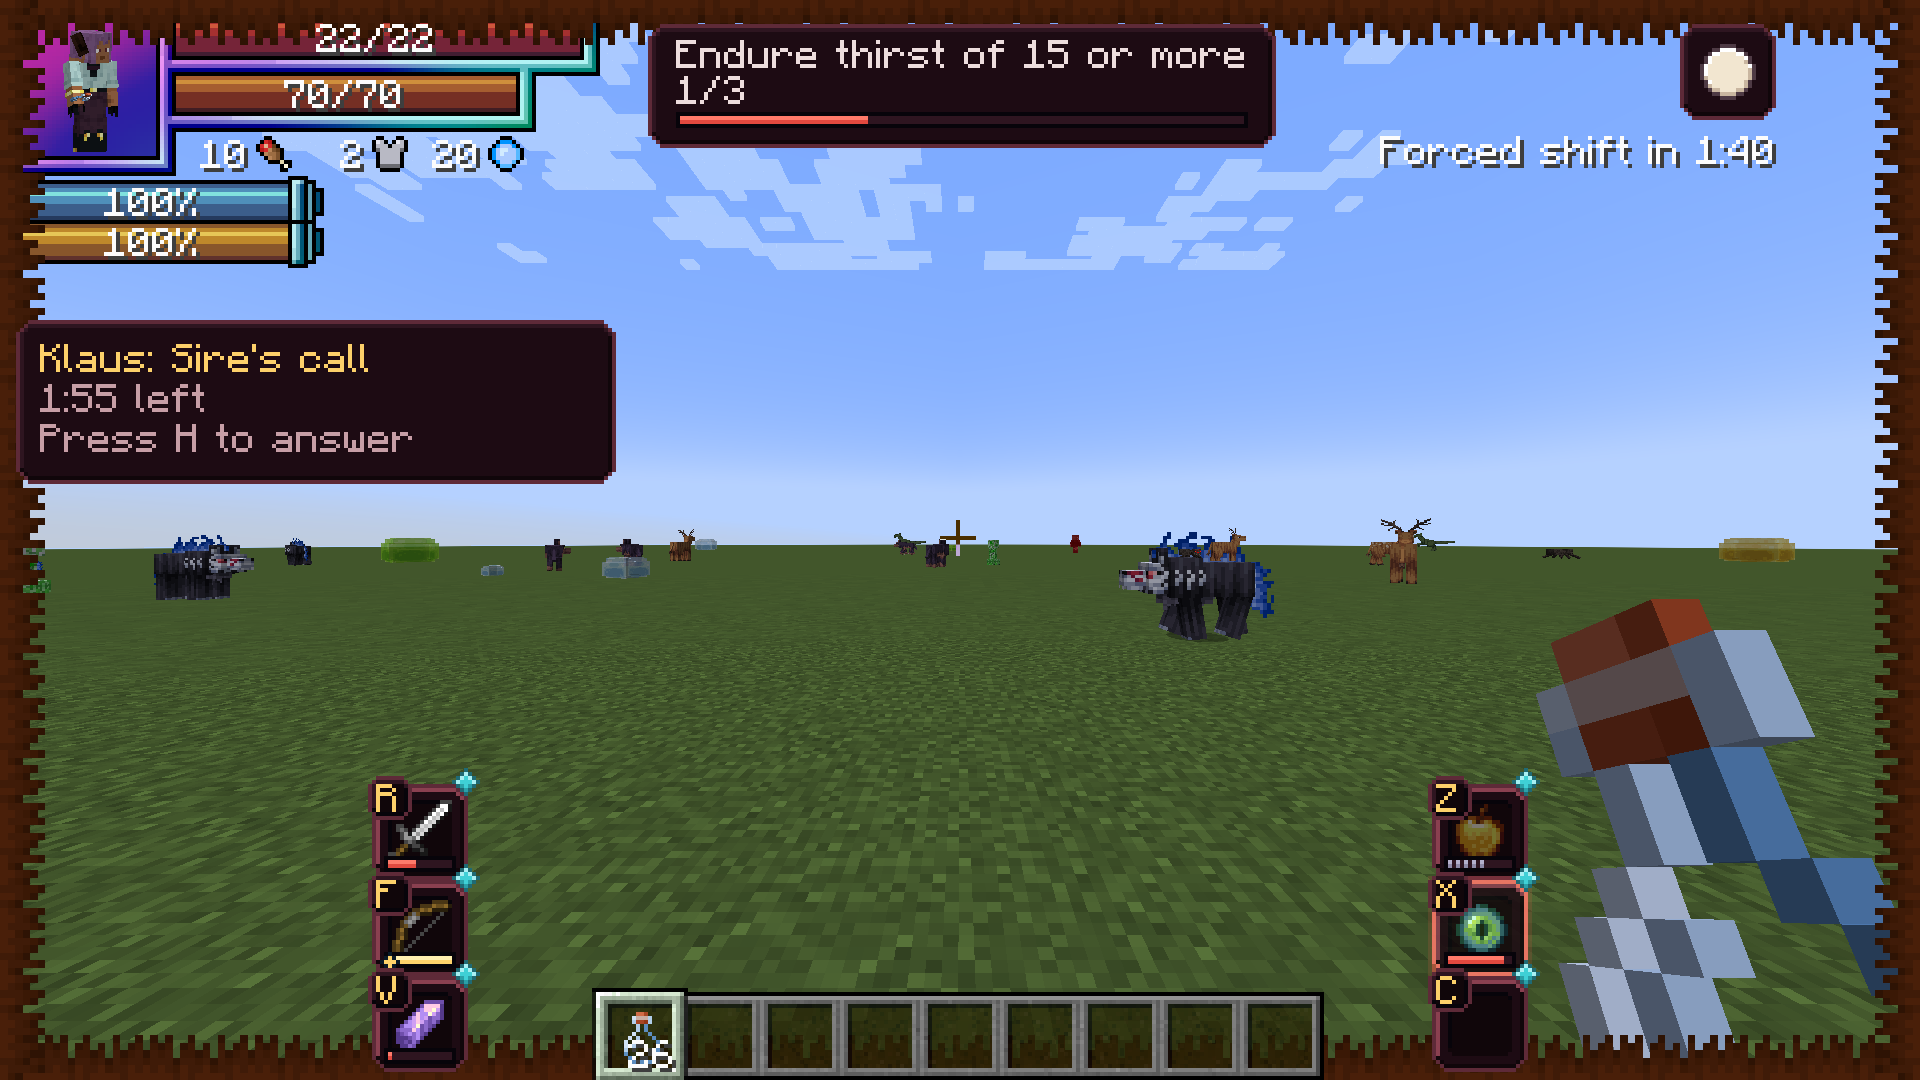 22/22
70/70
10 2 20
100%
100%
Endure thirst of 15 or more
1/3
Forced shift in 1:40
Klaus: Sire's call
1:55 left
Press H to answer
R
F
V
Z
X
C
26